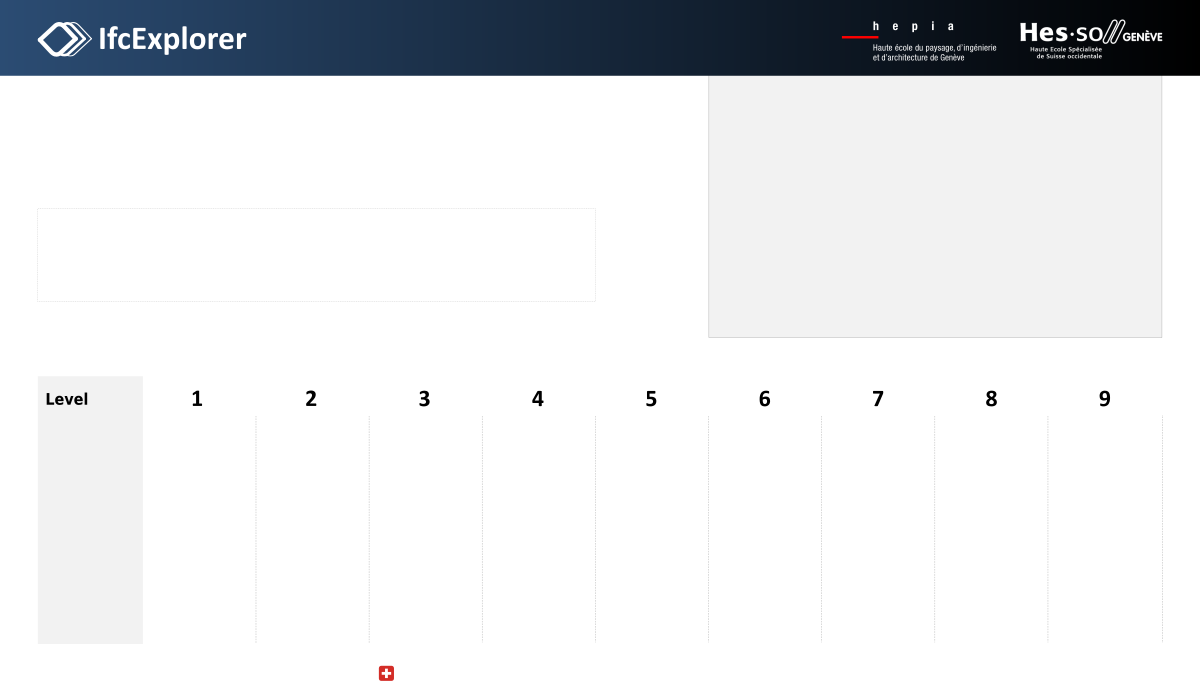 IfcExplorer
h e p i a
Haute école du paysage, d'ingénierie
et d'architecture de Genève
Hes·so GENÈVE
Haute Ecole Spécialisée
de Suisse occidentale
Level 1 2 3 4 5 6 7 8 9